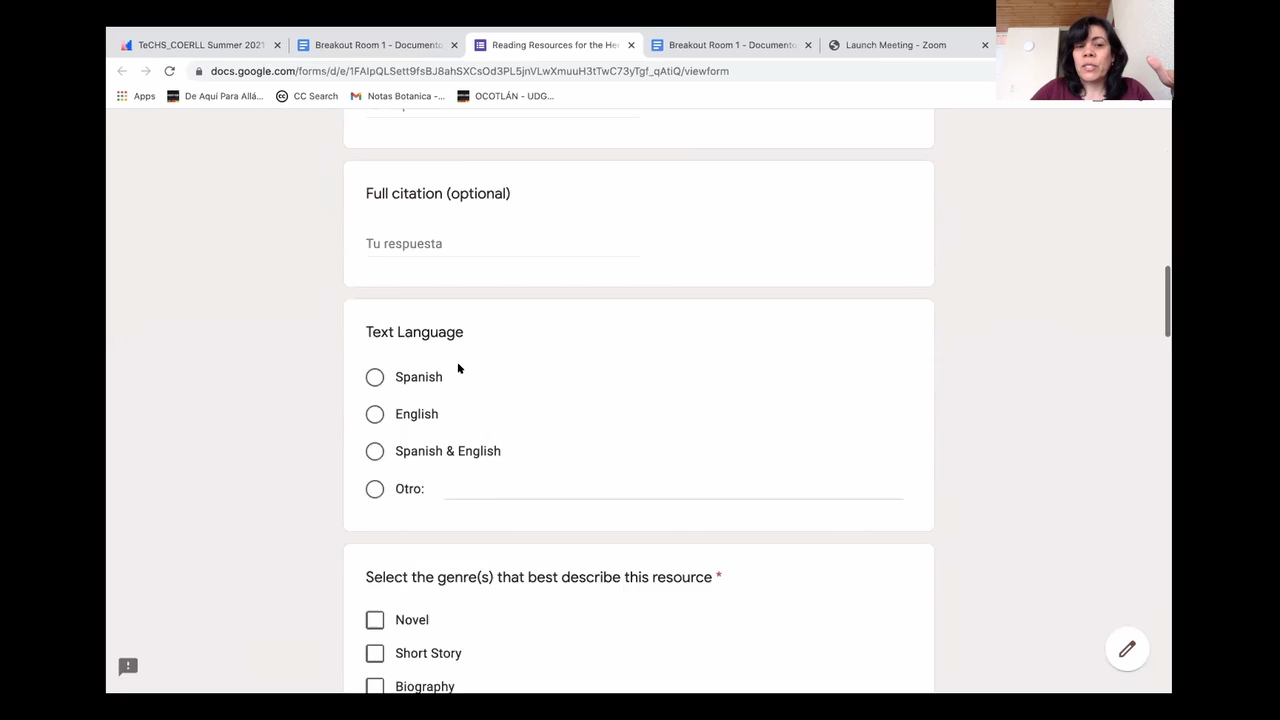 TeCHS_COERLL Summer 2021
Breakout Room 1 - Documento
Reading Resources for the He
Breakout Room 1 - Documento
Launch Meeting - Zoom
docs.google.com/forms/d/e/1FAIpQLSett9fsBJ8ahSXCsOd3PL5jnVLwXmuuH3tTwC73yTgf_qAtiQ/viewform
Apps
De Aquí Para Allá...
CC Search
Notas Botanica -...
OCOTLÁN - UDG...
Full citation (optional)
Tu respuesta
Text Language
Spanish
English
Spanish & English
Otro:
Select the genre(s) that best describe this resource *
Novel
Short Story
Biography